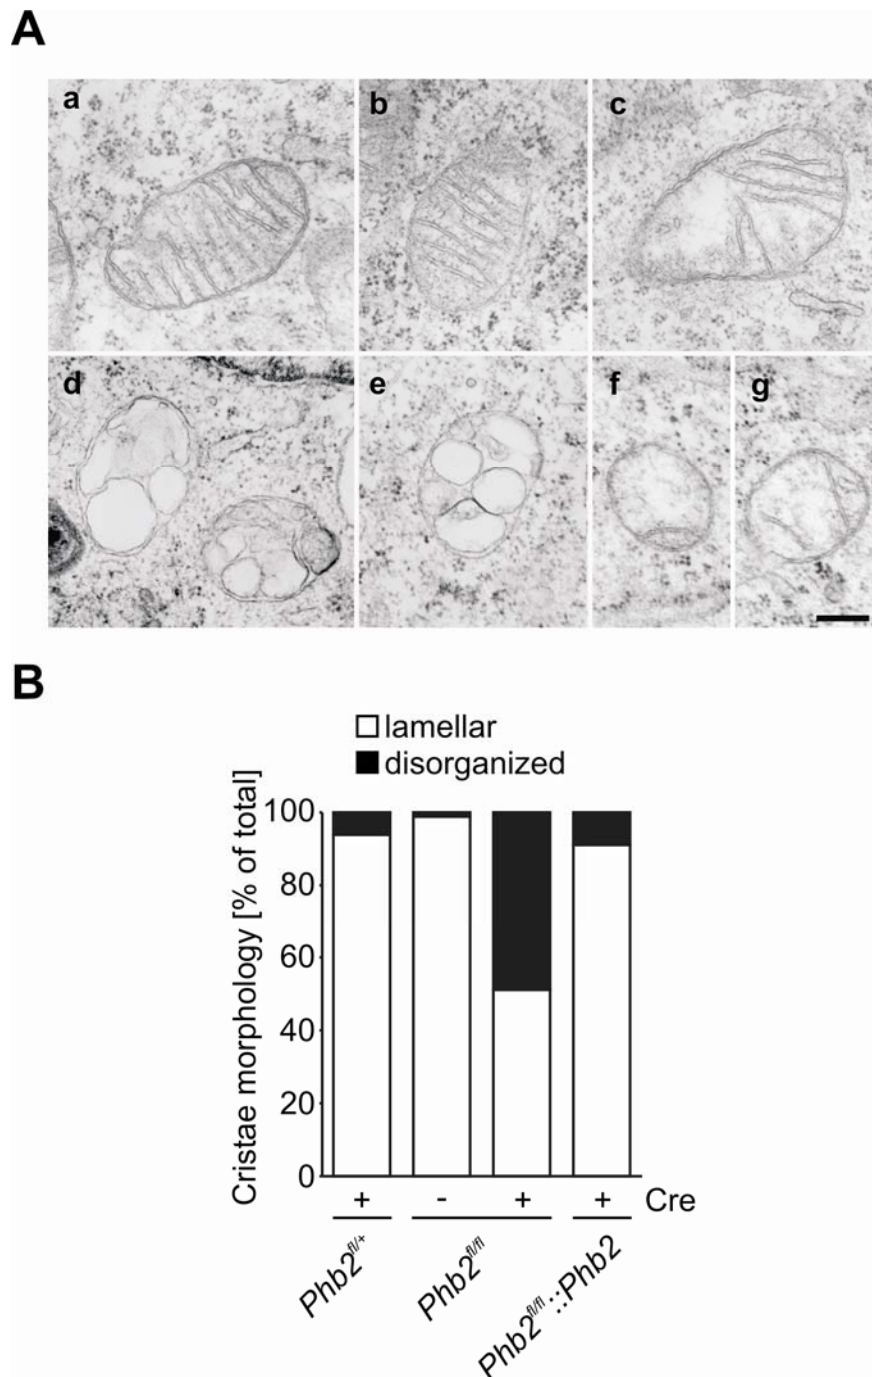 A
a
b
c
d
e
f
g
B
lamellar
disorganized
Cristae morphology [% of total]
100
80
60
40
20
0
+ - + + Cre
Phb2fl/+
Phb2fl/fl
Phb2fl/fl::Phb2